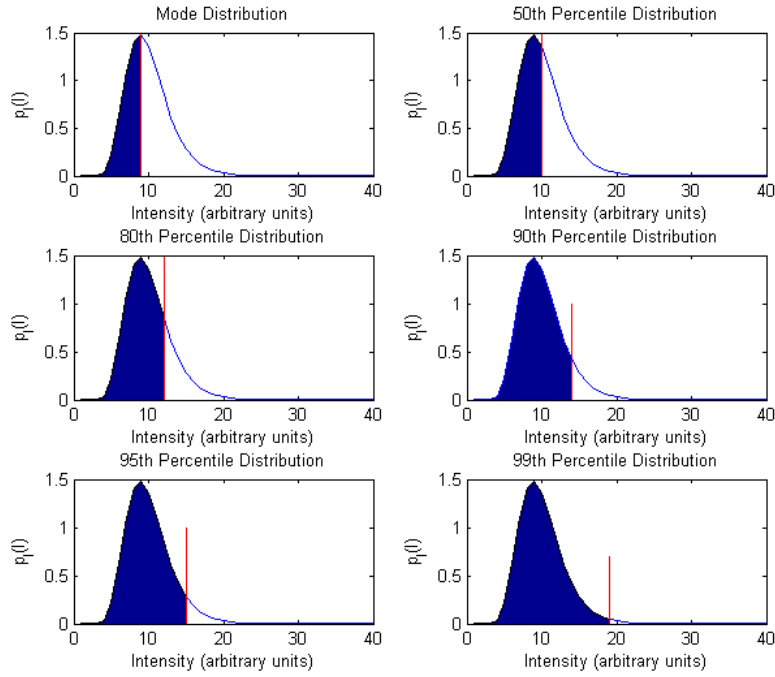 Mode Distribution
1.5
1
0.5
0
p_I(I)
0 10 20 30 40
Intensity (arbitrary units)
50th Percentile Distribution
1.5
1
0.5
0
p_I(I)
0 10 20 30 40
Intensity (arbitrary units)
80th Percentile Distribution
1.5
1
0.5
0
p_I(I)
0 10 20 30 40
Intensity (arbitrary units)
90th Percentile Distribution
1.5
1
0.5
0
p_I(I)
0 10 20 30 40
Intensity (arbitrary units)
95th Percentile Distribution
1.5
1
0.5
0
p_I(I)
0 10 20 30 40
Intensity (arbitrary units)
99th Percentile Distribution
1.5
1
0.5
0
p_I(I)
0 10 20 30 40
Intensity (arbitrary units)